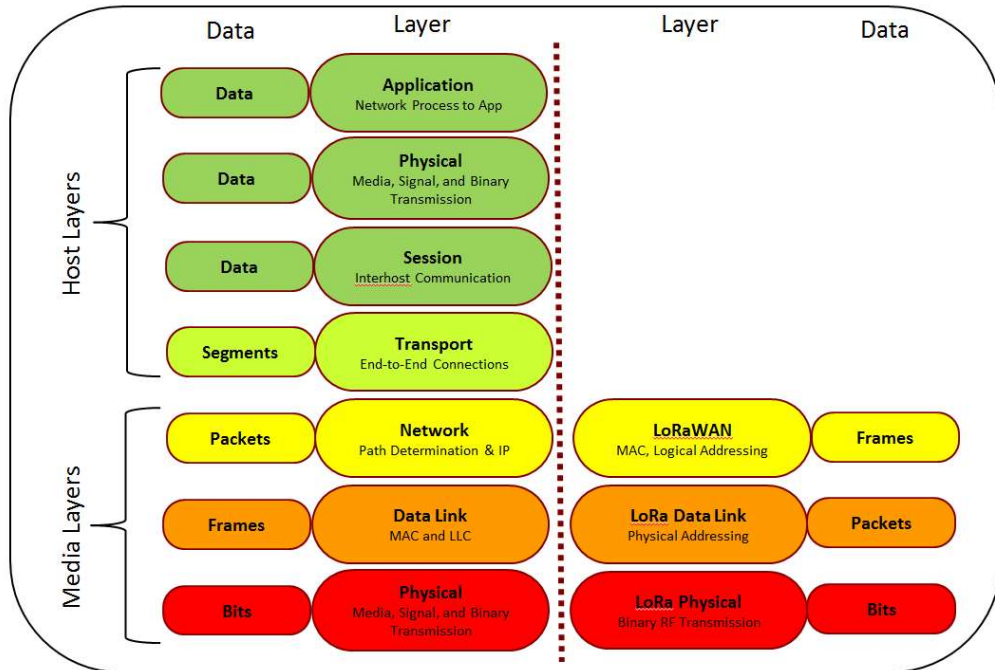 Data
Layer
Layer
Data
Host Layers
Data
Application
Network Process to App
Data
Physical
Media, Signal, and Binary
Transmission
Data
Session
Interhost Communication
Segments
Transport
End-to-End Connections
Media Layers
Packets
Network
Path Determination & IP
LoRaWAN
MAC, Logical Addressing
Frames
Frames
Data Link
MAC and LLC
LoRa Data Link
Physical Addressing
Packets
Bits
Physical
Media, Signal, and Binary
Transmission
LoRa Physical
Binary RF Transmission
Bits